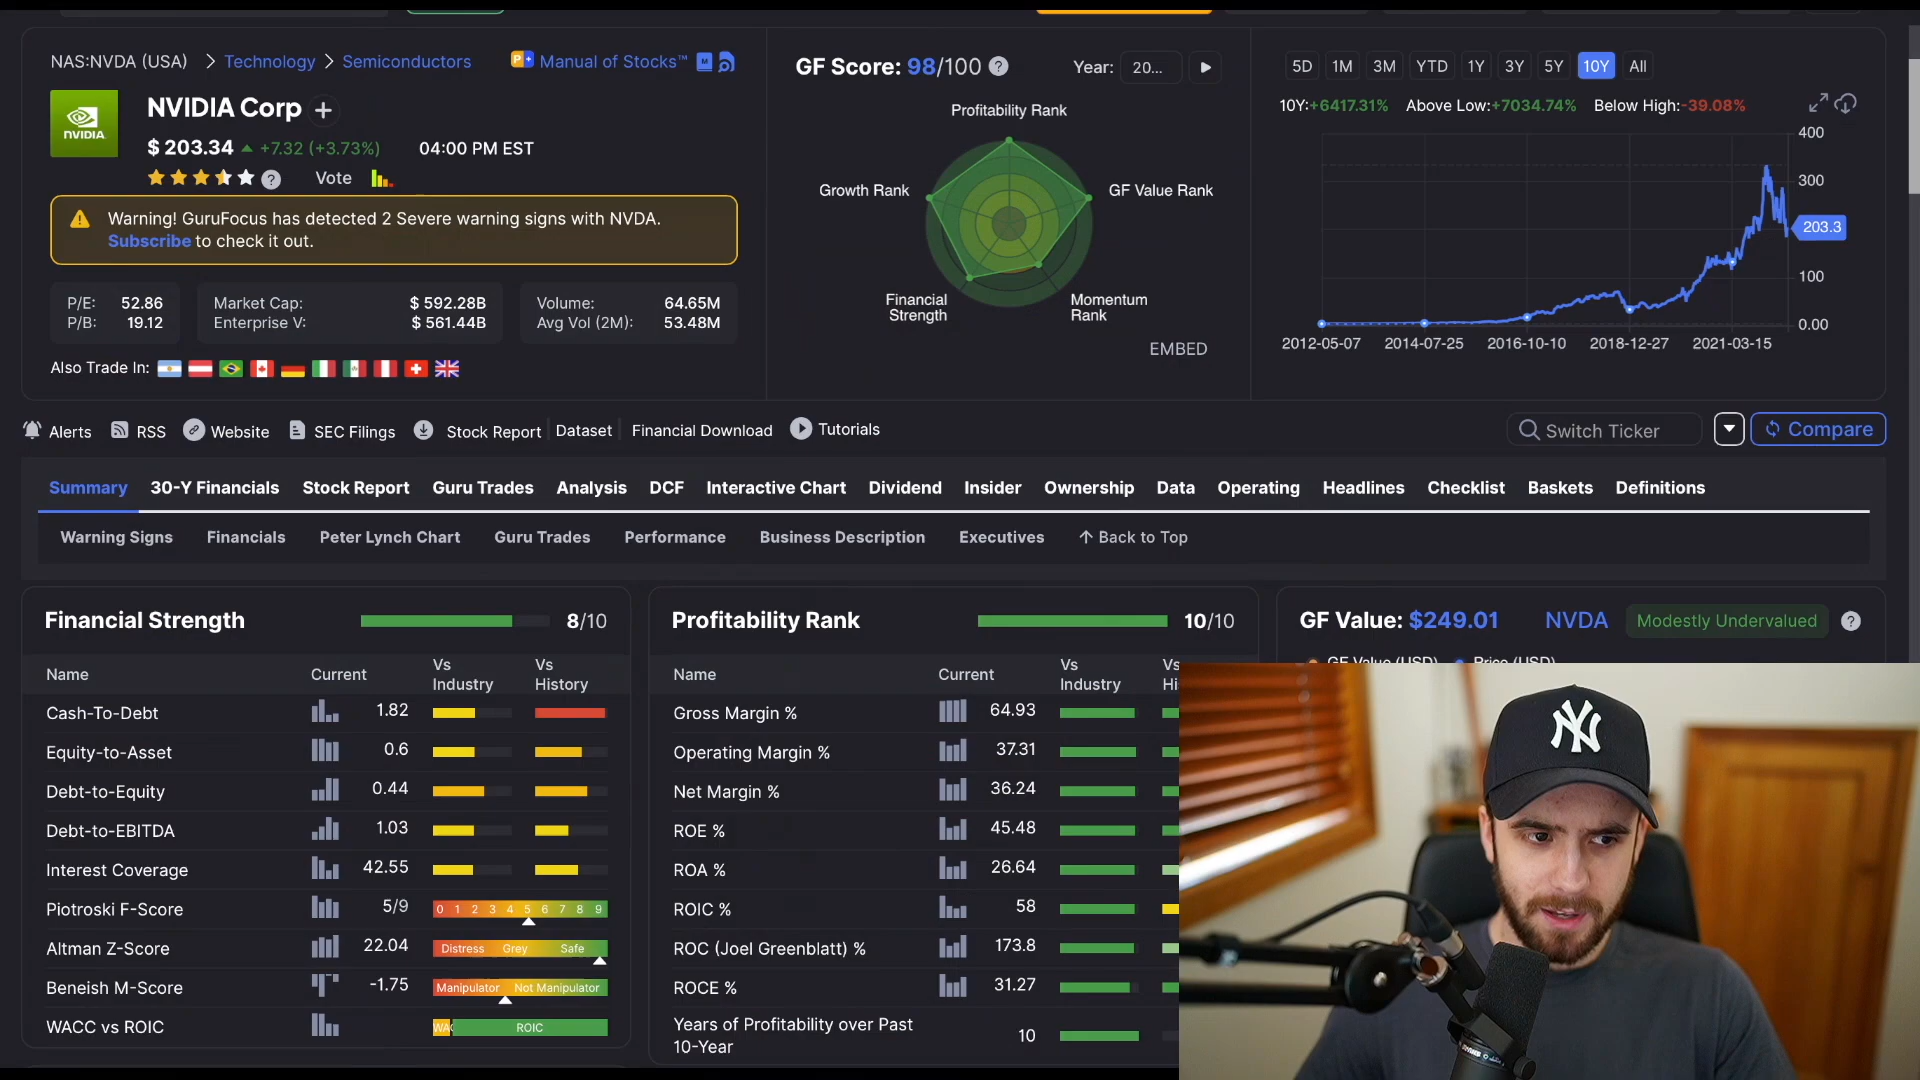 NAS:NVDA (USA) > Technology > Semiconductors
P+ Manual of Stocks™
NVIDIA
NVIDIA Corp +
$ 203.34 +7.32 (+3.73%) 04:00 PM EST
Vote
Warning! GuruFocus has detected 2 Severe warning signs with NVDA.
Subscribe to check it out.
P/E: 52.86
P/B: 19.12
Market Cap: $ 592.28B
Enterprise V: $ 561.44B
Volume: 64.65M
Avg Vol (2M): 53.48M
Also Trade In:
GF Score: 98/100 ?
Year: 20...
Profitability Rank
Growth Rank
GF Value Rank
Financial
Strength
Momentum
Rank
EMBED
5D 1M 3M YTD 1Y 3Y 5Y 10Y All
10Y:+6417.31% Above Low:+7034.74% Below High:-39.08%
400
300
203.3
100
0.00
2012-05-07 2014-07-25 2016-10-10 2018-12-27 2021-03-15
Alerts RSS Website SEC Filings Stock Report Dataset Financial Download Tutorials
Switch Ticker
Compare
Summary 30-Y Financials Stock Report Guru Trades Analysis DCF Interactive Chart Dividend Insider Ownership Data Operating Headlines Checklist Baskets Definitions
Warning Signs Financials Peter Lynch Chart Guru Trades Performance Business Description Executives ↑ Back to Top
Financial Strength 8/10
Name Current Vs Industry Vs History
Cash-To-Debt 1.82
Equity-to-Asset 0.6
Debt-to-Equity 0.44
Debt-to-EBITDA 1.03
Interest Coverage 42.55
Piotroski F-Score 5/9 0 1 2 3 4 5 6 7 8 9
Altman Z-Score 22.04 Distress Grey Safe
Beneish M-Score -1.75 Manipulator Not Manipulator
WACC vs ROIC ROIC
Profitability Rank 10/10
Name Current Vs Industry Vs
Gross Margin % 64.93
Operating Margin % 37.31
Net Margin % 36.24
ROE % 45.48
ROA % 26.64
ROIC % 58
ROC (Joel Greenblatt) % 173.8
ROCE % 31.27
Years of Profitability over Past
10-Year 10
GF Value: $249.01 NVDA Modestly Undervalued ?
GF Value (USD) Price (USD)
NY